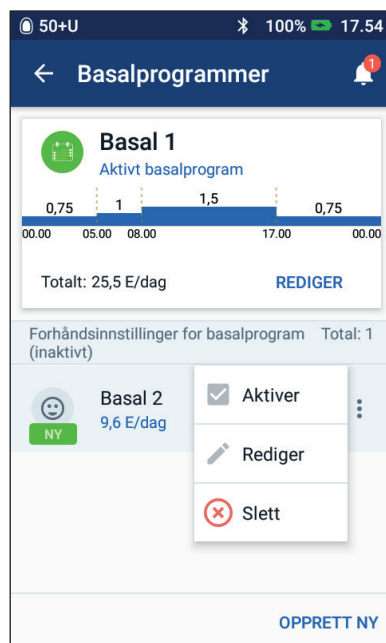 50+U 100% 17.54
Basalprogrammer 1
Basal 1
Aktivt basalprogram
0,75 1 1,5 0,75
00.00 05.00 08.00 17.00 00.00
Totalt: 25,5 E/dag REDIGER
Forhåndsinnstillinger for basalprogram Total: 1
(inaktivt)
Basal 2
9,6 E/dag
NY
Aktiver
Rediger
Slett
OPPRETT NY